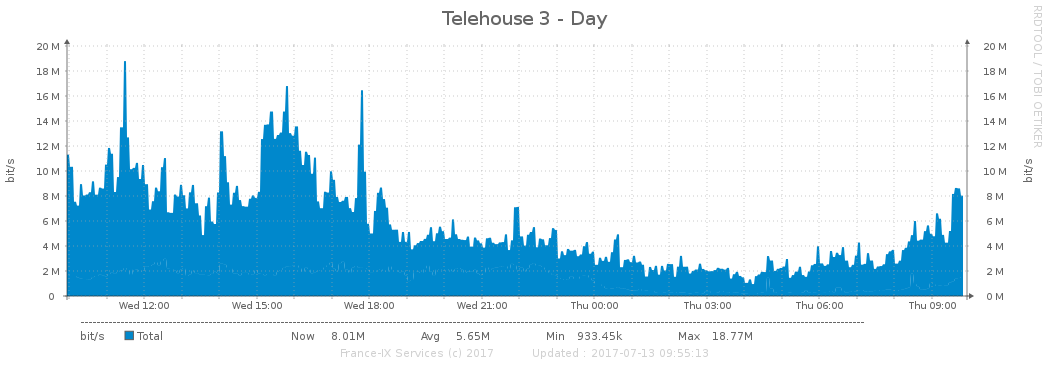 Telehouse 3 - Day
RRDTOOL / TOBI OETIKER
bit/s
bit/s
20 M 20 M
18 M 18 M
16 M 16 M
14 M 14 M
12 M 12 M
10 M 10 M
8 M 8 M
6 M 6 M
4 M 4 M
2 M 2 M
0 0 M
Wed 12:00 Wed 15:00 Wed 18:00 Wed 21:00 Thu 00:00 Thu 03:00 Thu 06:00 Thu 09:00
bit/s Total Now 8.01M Avg 5.65M Min 933.45k Max 18.77M
France-IX Services (c) 2017 Updated : 2017-07-13 09:55:13